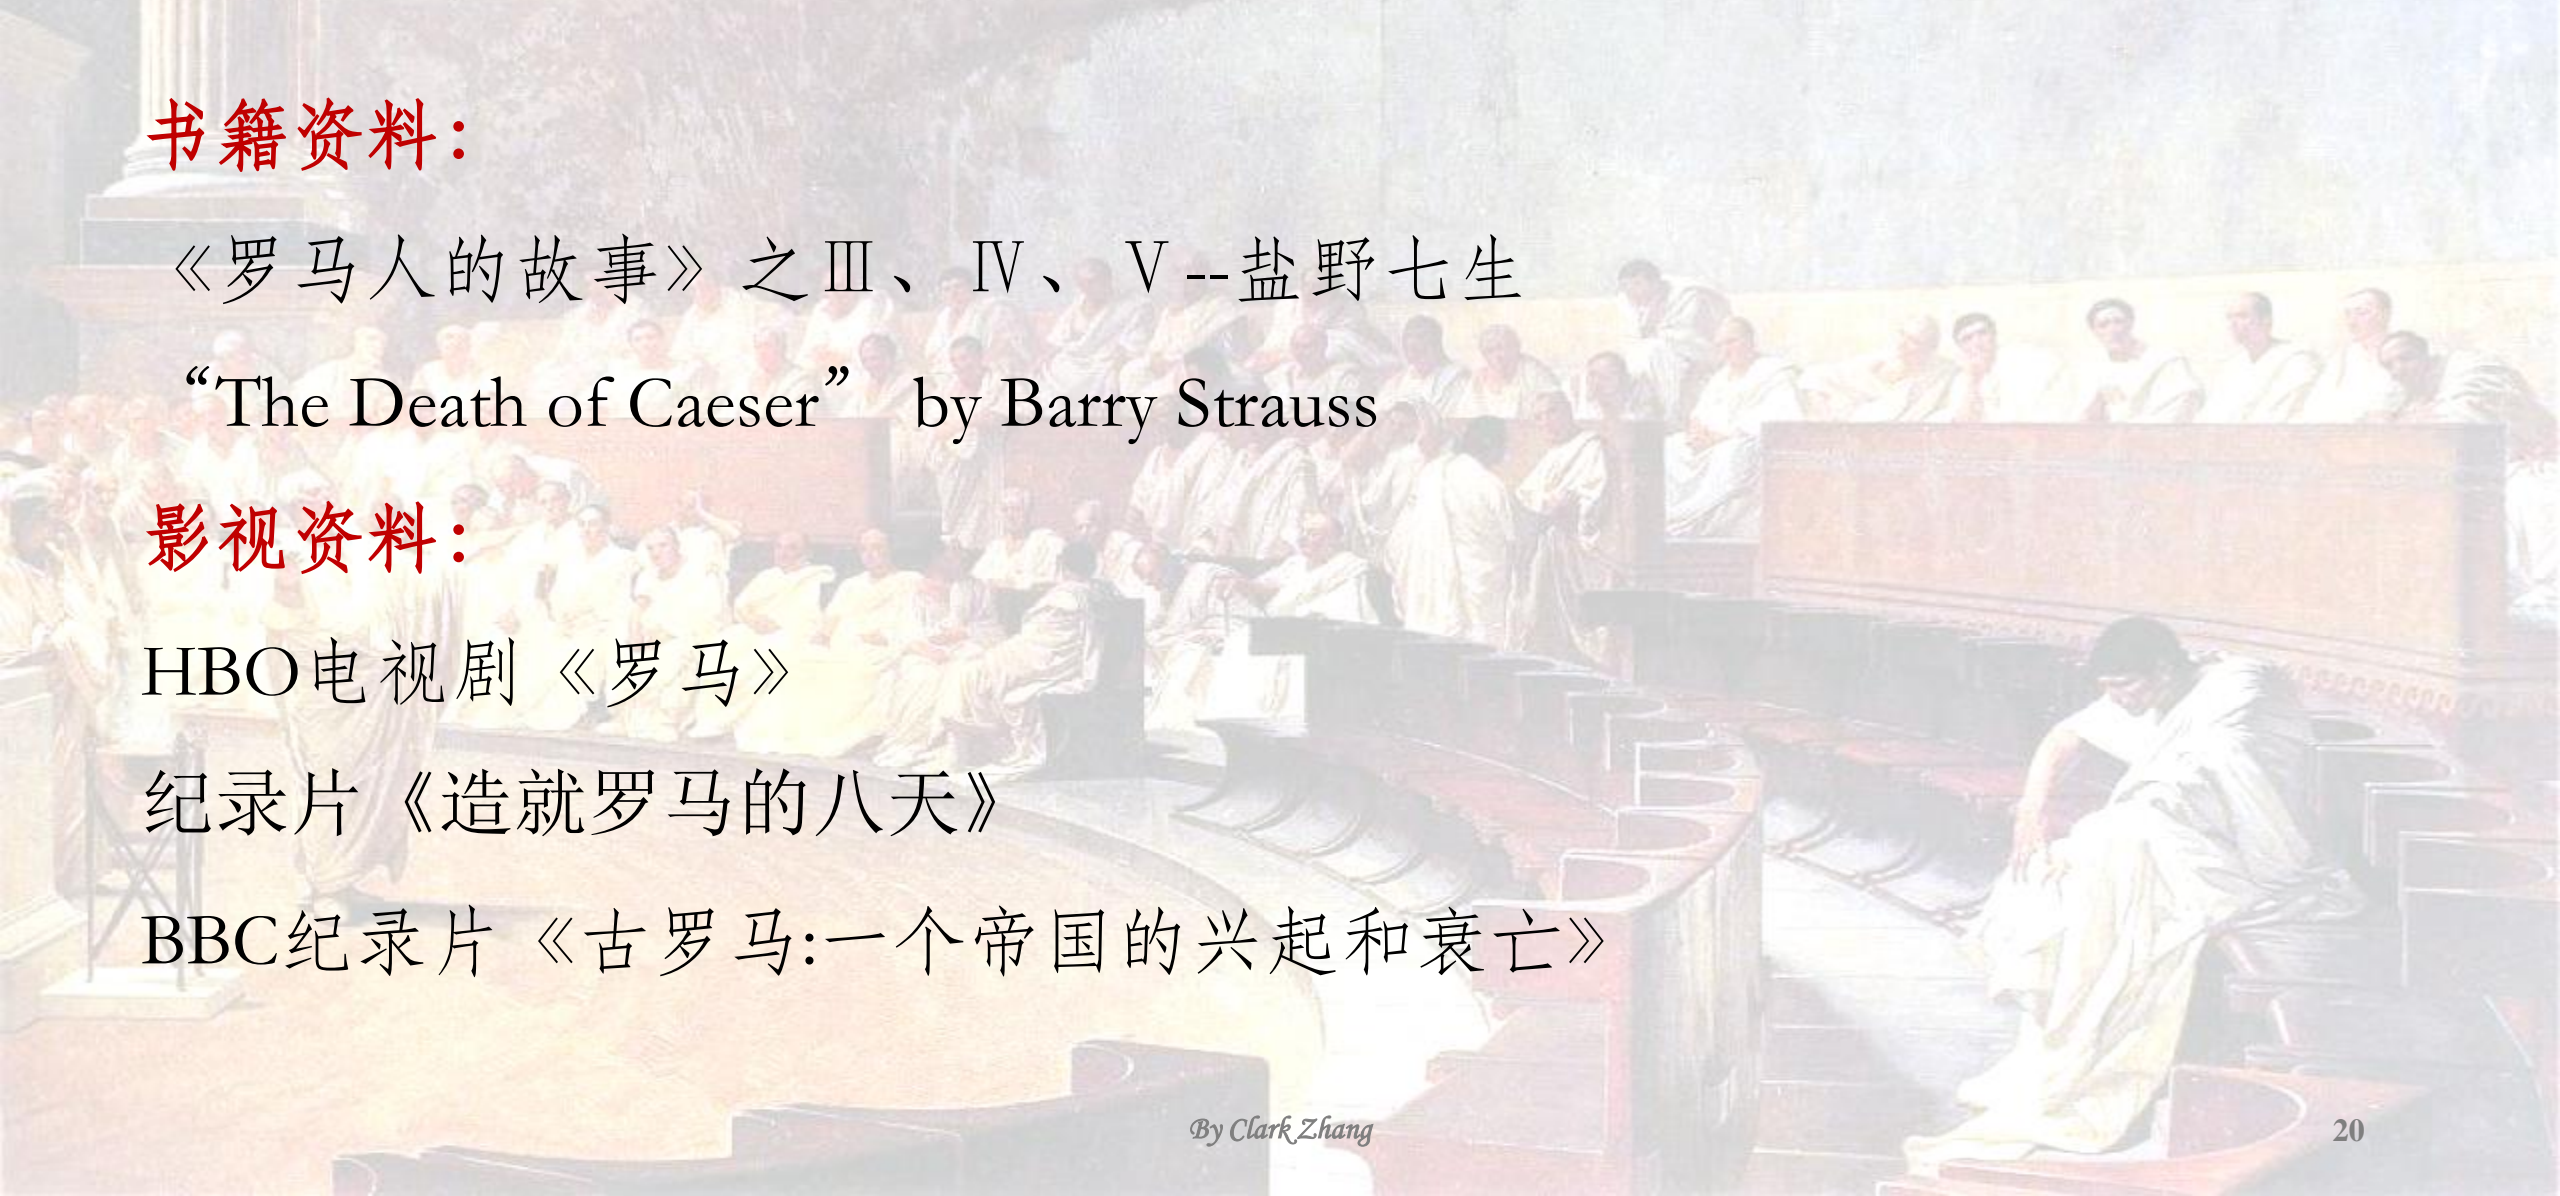 书籍资料：
《罗马人的故事》之Ⅲ、Ⅳ、Ⅴ--盐野七生
“The Death of Caeser” by Barry Strauss
影视资料：
HBO电视剧《罗马》
纪录片《造就罗马的八天》
BBC纪录片《古罗马:一个帝国的兴起和衰亡》
By Clark Zhang
20